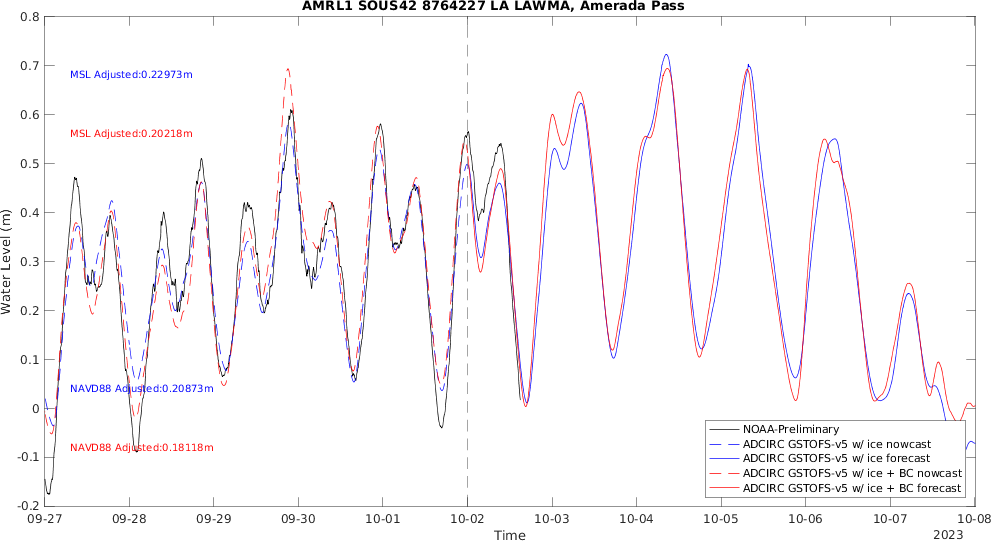 AMRL1 SOUS42 8764227 LA LAWMA, Amerada Pass
0.8
0.7
0.6
0.5
0.4
0.3
0.2
0.1
0
-0.1
-0.2
Water Level (m)
MSL Adjusted:0.22973m
MSL Adjusted:0.20218m
NAVD88 Adjusted:0.20873m
NAVD88 Adjusted:0.18118m
NOAA-Preliminary
ADCIRC GSTOFS-v5 w/ ice nowcast
ADCIRC GSTOFS-v5 w/ ice forecast
ADCIRC GSTOFS-v5 w/ ice + BC nowcast
ADCIRC GSTOFS-v5 w/ ice + BC forecast
09-27 09-28 09-29 09-30 10-01 10-02 10-03 10-04 10-05 10-06 10-07 10-08
Time
2023